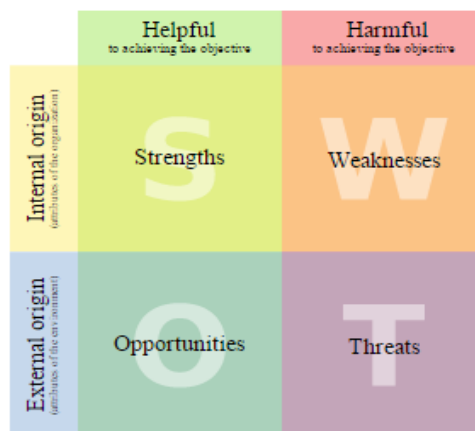 Helpful
to achieving the objective
Harmful
to achieving the objective
Internal origin
(attributes of the organization)
S
Strengths
W
Weaknesses
External origin
(attributes of the environment)
O
Opportunities
T
Threats